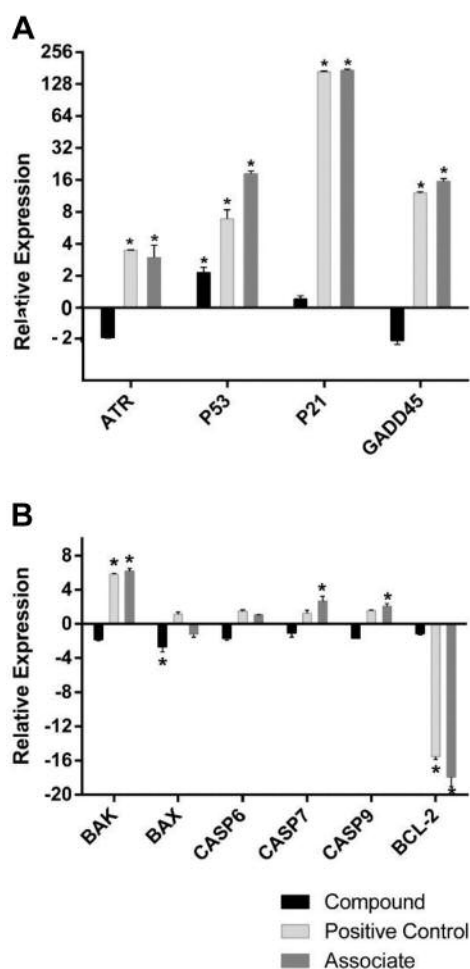 A
256
128
64
32
16
8
4
2
0
- 2
Relative Expression
* * * * * * * * *
ATR P53 P21 GADD45
B
8
4
0
-4
-8
-12
-16
-20
Relative Expression
* * * * * * *
BAK BAX CASP6 CASP7 CASP9 BCL-2
Compound
Positive Control
Associate